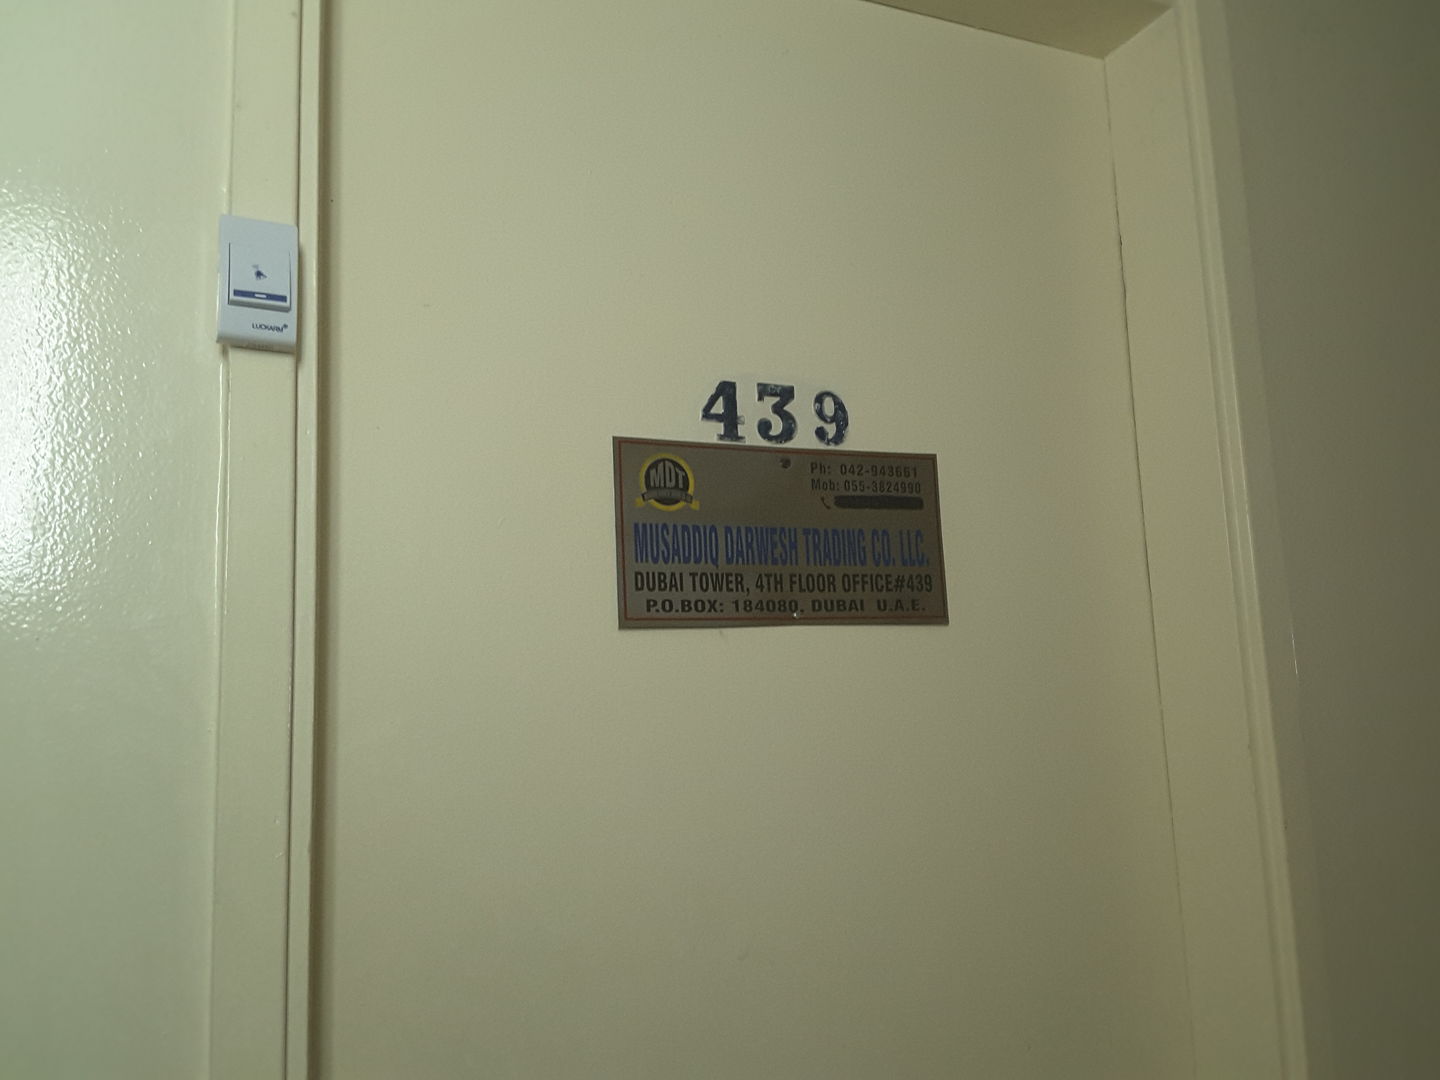 LUCKARM®
439
MDT
Ph: 042-943661
Mob: 055-3824990
MUSADDIQ DARWESH TRADING CO. LLC.
DUBAI TOWER, 4TH FLOOR OFFICE#439
P.O.BOX: 184080, DUBAI U.A.E.